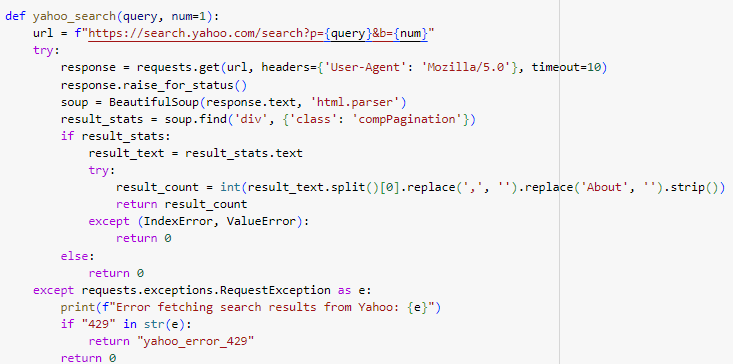 def yahoo_search(query, num=1):
    url = f"https://search.yahoo.com/search?p={query}&b={num}"
    try:
        response = requests.get(url, headers={'User-Agent': 'Mozilla/5.0'}, timeout=10)
        response.raise_for_status()
        soup = BeautifulSoup(response.text, 'html.parser')
        result_stats = soup.find('div', {'class': 'compPagination'})
        if result_stats:
            result_text = result_stats.text
            try:
                result_count = int(result_text.split()[0].replace(',', '').replace('About', '').strip())
                return result_count
            except (IndexError, ValueError):
                return 0
        else:
            return 0
    except requests.exceptions.RequestException as e:
        print(f"Error fetching search results from Yahoo: {e}")
        if "429" in str(e):
            return "yahoo_error_429"
        return 0